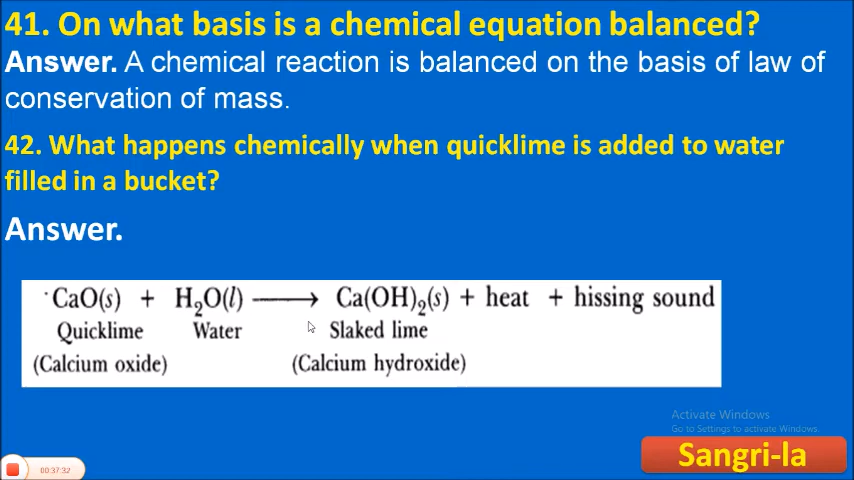 41. On what basis is a chemical equation balanced?
Answer. A chemical reaction is balanced on the basis of law of
conservation of mass.
42. What happens chemically when quicklime is added to water
filled in a bucket?
Answer.
CaO(s) + H₂O(l) ⟶ Ca(OH)₂(s) + heat + hissing sound
Quicklime Water Slaked lime
(Calcium oxide) (Calcium hydroxide)
Activate Windows
Go to Settings to activate Windows.
Sangri-la
00:37:32